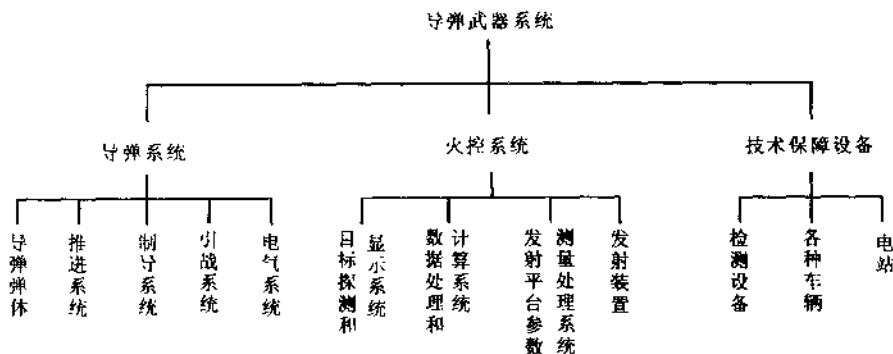 导弹武器系统
导弹系统
火控系统
技术保障设备
导弹弹体
推进系统
制导系统
引战系统
电气系统
目标探测和
显示系统
数据处理和
计算系统
发射平台参数
测量处理系统
发射装置
检测设备
各种车辆
电站